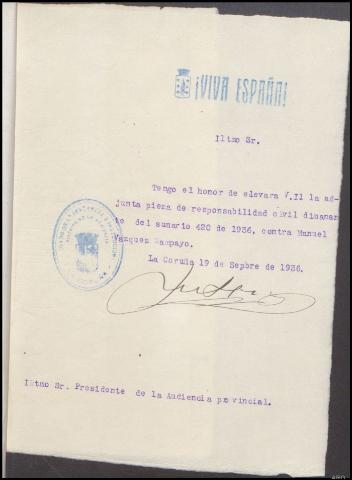 ¡VIVA ESPAÑA!
Iltmo Sr.
Tengo el honor de elevara V.Il la ad-
junta pieza de responsabilidad civil dimanan-
te del sumario 420 de 1936, contra Manuel
Vazquez Sampayo.
La Coruña 19 de Sepbre de 1936.
Iltmo Sr. Presidente de la Audiencia provincial.